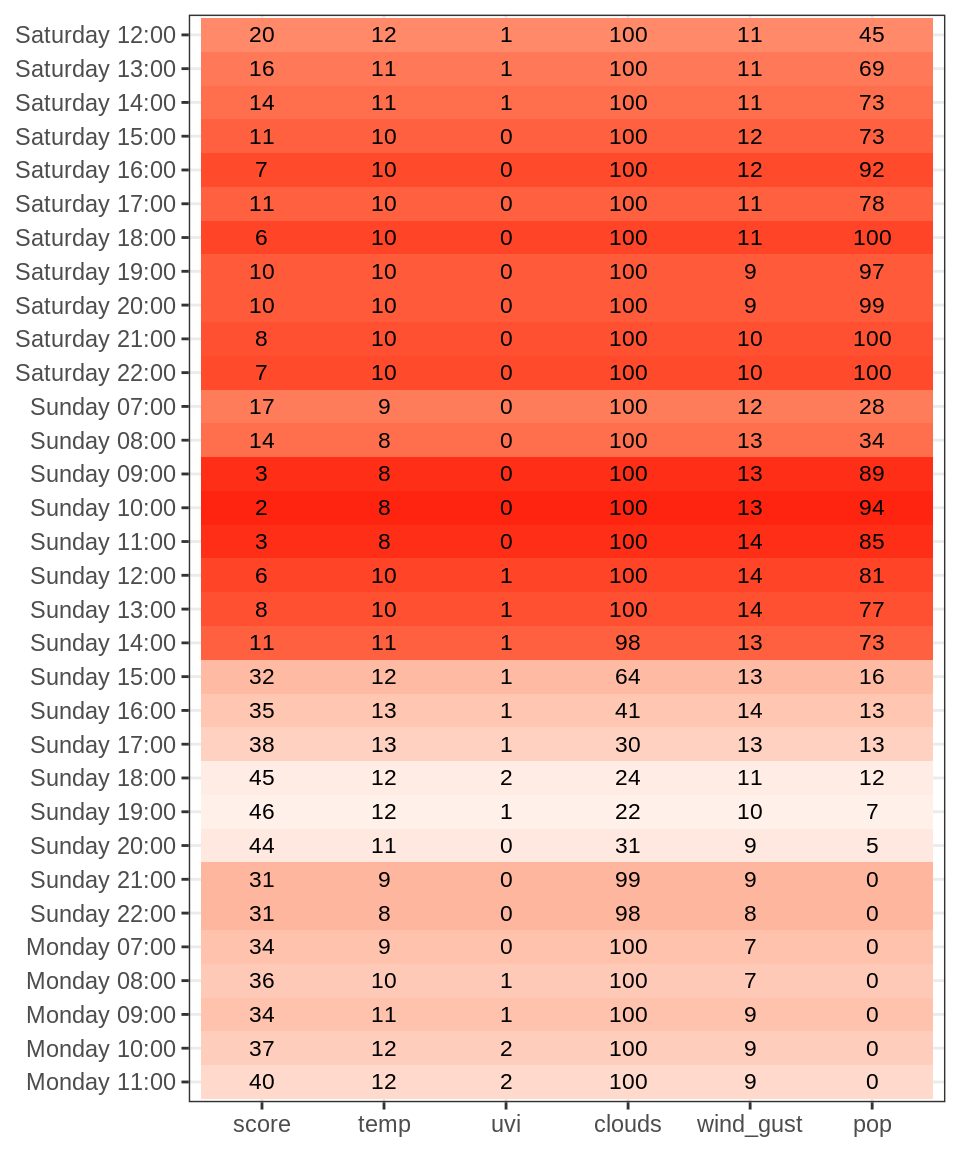 Saturday 12:00 20 12 1 100 11 45
Saturday 13:00 16 11 1 100 11 69
Saturday 14:00 14 11 1 100 11 73
Saturday 15:00 11 10 0 100 12 73
Saturday 16:00 7 10 0 100 12 92
Saturday 17:00 11 10 0 100 11 78
Saturday 18:00 6 10 0 100 11 100
Saturday 19:00 10 10 0 100 9 97
Saturday 20:00 10 10 0 100 9 99
Saturday 21:00 8 10 0 100 10 100
Saturday 22:00 7 10 0 100 10 100
Sunday 07:00 17 9 0 100 12 28
Sunday 08:00 14 8 0 100 13 34
Sunday 09:00 3 8 0 100 13 89
Sunday 10:00 2 8 0 100 13 94
Sunday 11:00 3 8 0 100 14 85
Sunday 12:00 6 10 1 100 14 81
Sunday 13:00 8 10 1 100 14 77
Sunday 14:00 11 11 1 98 13 73
Sunday 15:00 32 12 1 64 13 16
Sunday 16:00 35 13 1 41 14 13
Sunday 17:00 38 13 1 30 13 13
Sunday 18:00 45 12 2 24 11 12
Sunday 19:00 46 12 1 22 10 7
Sunday 20:00 44 11 0 31 9 5
Sunday 21:00 31 9 0 99 9 0
Sunday 22:00 31 8 0 98 8 0
Monday 07:00 34 9 0 100 7 0
Monday 08:00 36 10 1 100 7 0
Monday 09:00 34 11 1 100 9 0
Monday 10:00 37 12 2 100 9 0
Monday 11:00 40 12 2 100 9 0
score temp uvi clouds wind_gust pop